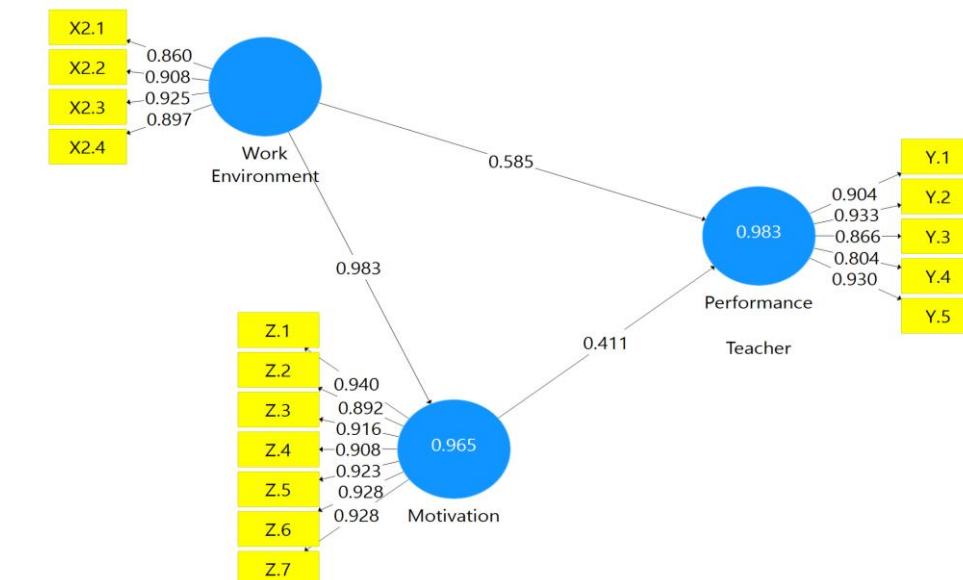 X2.1
X2.2
X2.3
X2.4
0.860
0.908
0.925
0.897
Work
Environment
0.585
0.983
Y.1
Y.2
Y.3
Y.4
Y.5
0.904
0.933
0.866
0.804
0.930
0.983
Performance
Teacher
0.411
Z.1
Z.2
Z.3
Z.4
Z.5
Z.6
Z.7
0.940
0.892
0.916
0.908
0.923
0.928
0.928
0.965
Motivation